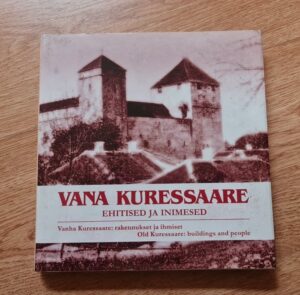 VANA KURESSAARE
EHITISED JA INIMESED
Vanha Kuressaare: rakennukset ja ihmiset
Old Kuressaare: buildings and people